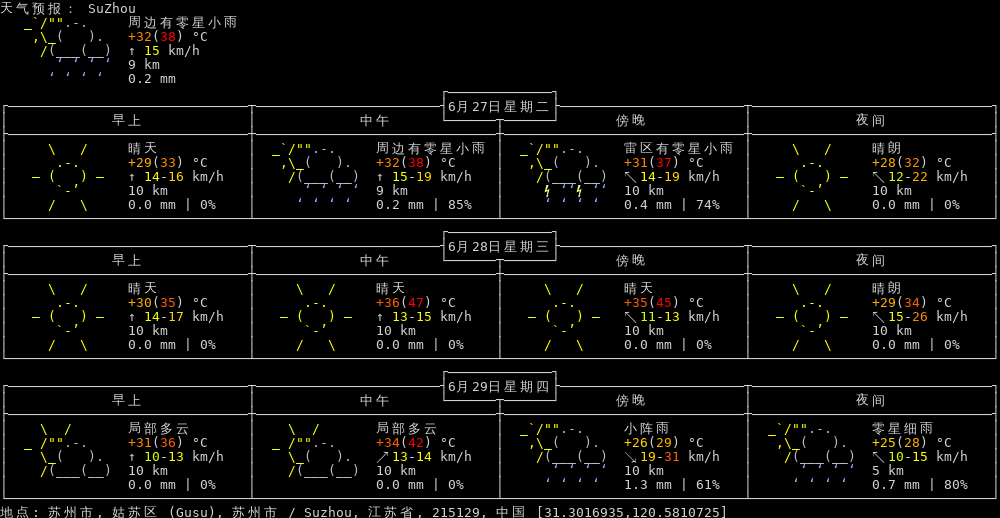 天气预报: SuZhou
周边有零星小雨
+32(38) °C
↑ 15 km/h
9 km
0.2 mm
6月27日星期二
早上 中午 傍晚 夜间
晴天 周边有零星小雨 雷区有零星小雨 晴朗
+29(33) °C +32(38) °C +31(37) °C +28(32) °C
↑ 14-16 km/h ↑ 15-19 km/h ↖ 14-19 km/h ↖ 12-22 km/h
10 km 9 km 10 km 10 km
0.0 mm | 0% 0.2 mm | 85% 0.4 mm | 74% 0.0 mm | 0%
6月28日星期三
早上 中午 傍晚 夜间
晴天 晴天 晴天 晴朗
+30(35) °C +36(47) °C +35(45) °C +29(34) °C
↑ 14-17 km/h ↑ 13-15 km/h ↖ 11-13 km/h ↖ 15-26 km/h
10 km 10 km 10 km 10 km
0.0 mm | 0% 0.0 mm | 0% 0.0 mm | 0% 0.0 mm | 0%
6月29日星期四
早上 中午 傍晚 夜间
局部多云 局部多云 小阵雨 零星细雨
+31(36) °C +34(42) °C +26(29) °C +25(28) °C
↑ 10-13 km/h ↗ 13-14 km/h ↘ 19-31 km/h ↖ 10-15 km/h
10 km 10 km 10 km 5 km
0.0 mm | 0% 0.0 mm | 0% 1.3 mm | 61% 0.7 mm | 80%
地点: 苏州市, 姑苏区 (Gusu), 苏州市 / Suzhou, 江苏省, 215129, 中国 [31.3016935,120.5810725]